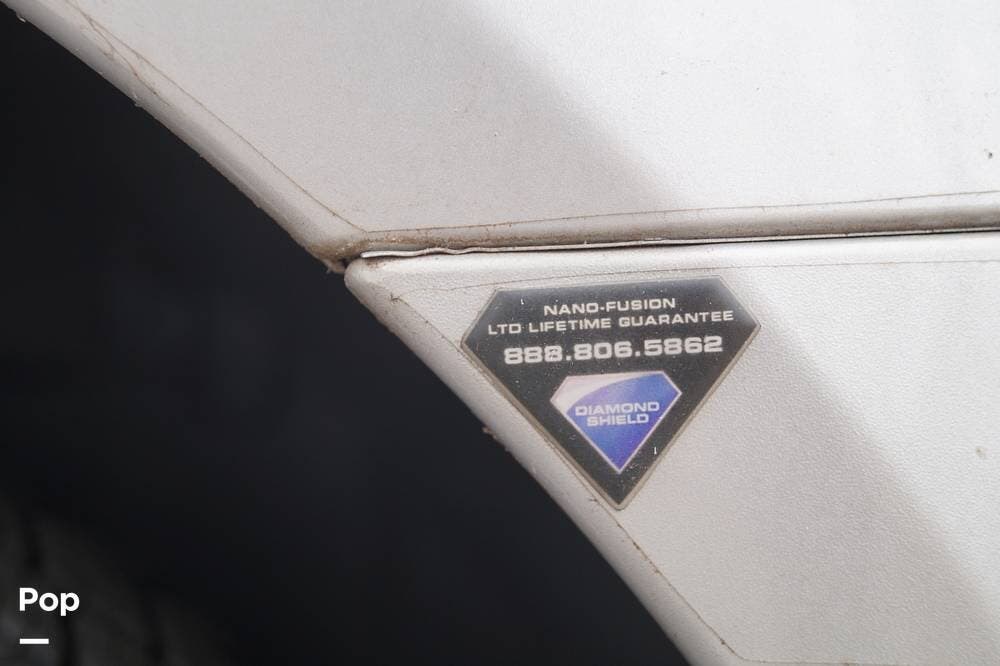 NANO-FUSION
LTD LIFETIME GUARANTEE
888.806.5862
DIAMOND
SHIELD
Pop